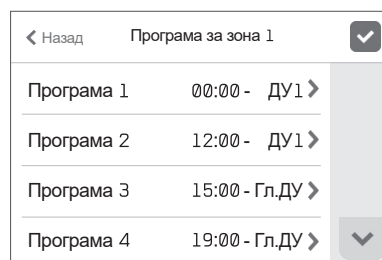 Назад Програма за зона 1
Програма 1 00:00 - ДУ1
Програма 2 12:00 - ДУ1
Програма 3 15:00 - Гл.ДУ
Програма 4 19:00 - Гл.ДУ